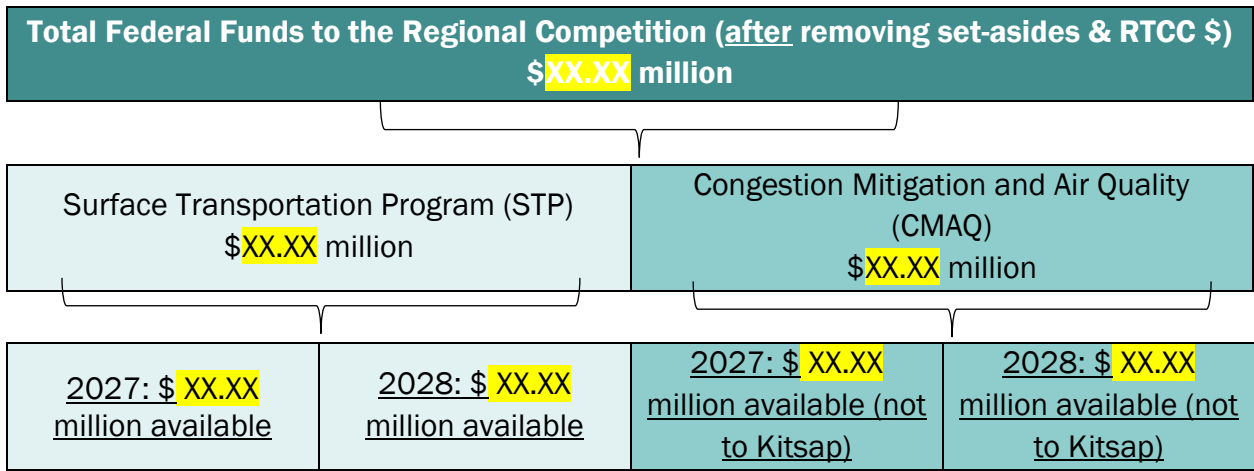 Total Federal Funds to the Regional Competition (after removing set-asides & RTCC $)
$XX.XX million
Surface Transportation Program (STP)
$XX.XX million
Congestion Mitigation and Air Quality
(CMAQ)
$XX.XX million
2027: $ XX.XX
million available
2028: $ XX.XX
million available
2027: $ XX.XX
million available (not
to Kitsap)
2028: $ XX.XX
million available (not
to Kitsap)